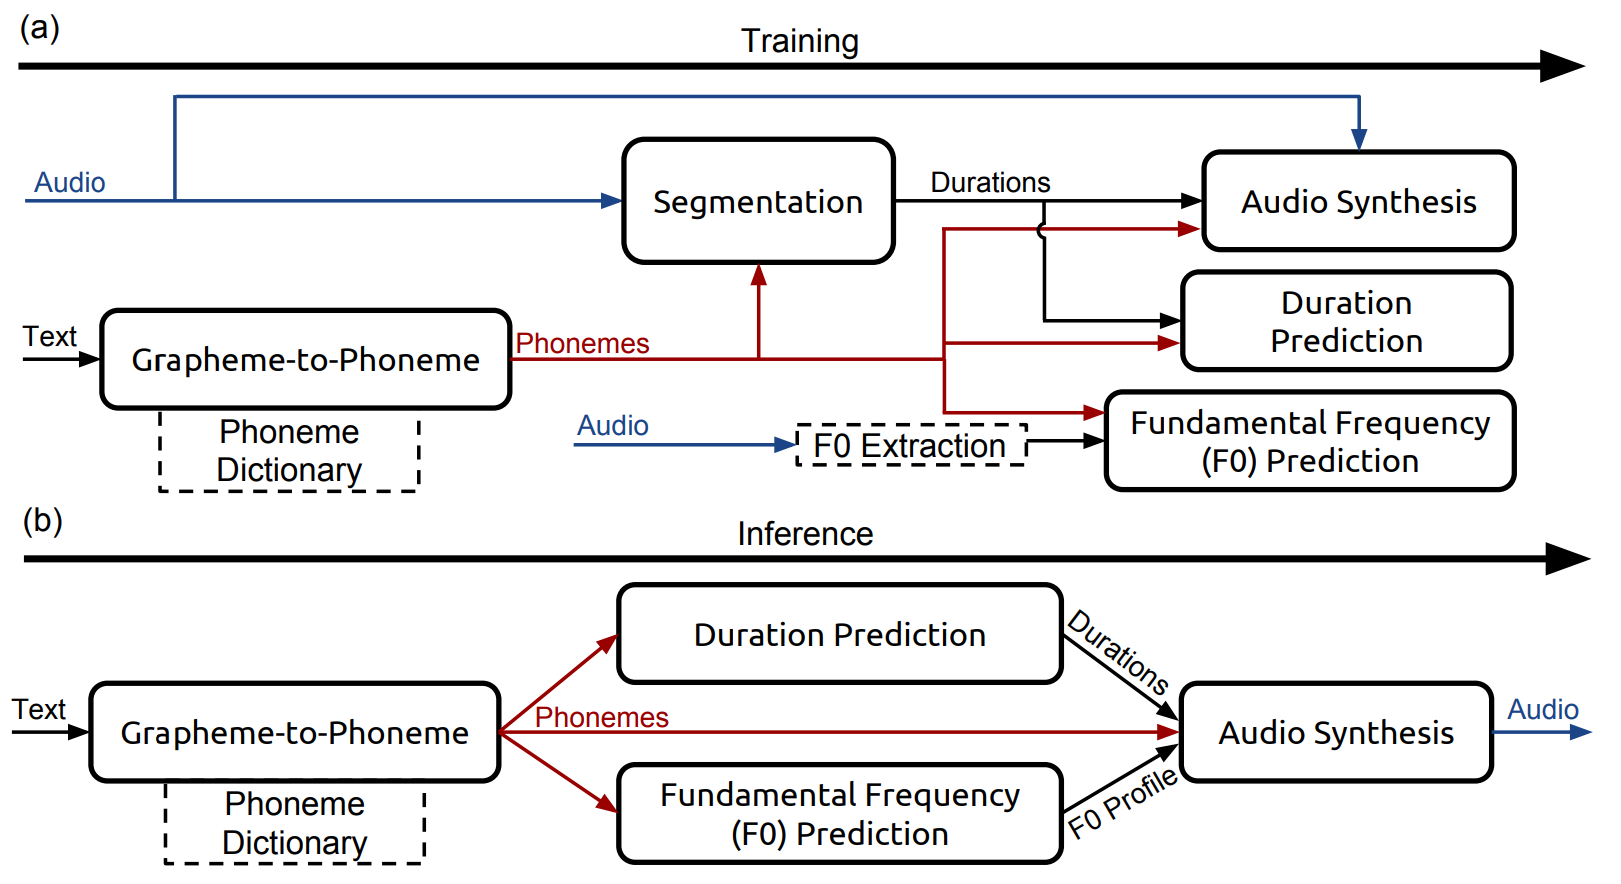 (a)
Training
Audio
Segmentation
Durations
Audio Synthesis
Duration
Prediction
Text
Grapheme-to-Phoneme
Phonemes
Phoneme
Dictionary
Audio
F0 Extraction
Fundamental Frequency
(F0) Prediction
(b)
Inference
Text
Grapheme-to-Phoneme
Phoneme
Dictionary
Duration Prediction
Phonemes
Fundamental Frequency
(F0) Prediction
Durations
F0 Profile
Audio Synthesis
Audio